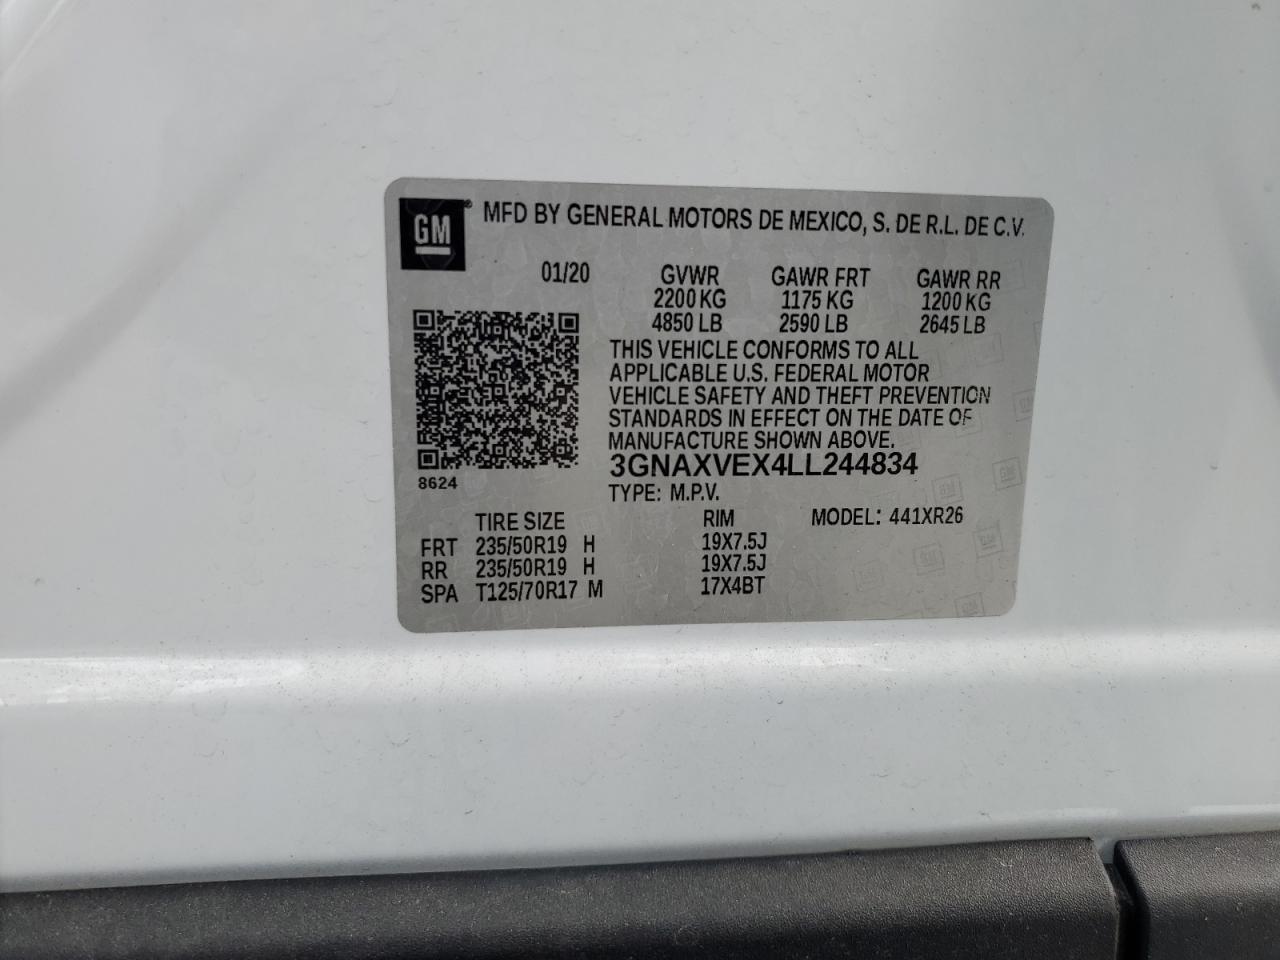 GM® MFD BY GENERAL MOTORS DE MEXICO, S. DE R.L. DE C.V.
01/20 GVWR GAWR FRT GAWR RR
2200 KG 1175 KG 1200 KG
4850 LB 2590 LB 2645 LB
THIS VEHICLE CONFORMS TO ALL
APPLICABLE U.S. FEDERAL MOTOR
VEHICLE SAFETY AND THEFT PREVENTION
STANDARDS IN EFFECT ON THE DATE OF
MANUFACTURE SHOWN ABOVE.
3GNAXVEX4LL244834
8624
TYPE: M.P.V.
TIRE SIZE RIM MODEL: 441XR26
FRT 235/50R19 H 19X7.5J
RR 235/50R19 H 19X7.5J
SPA T125/70R17 M 17X4BT